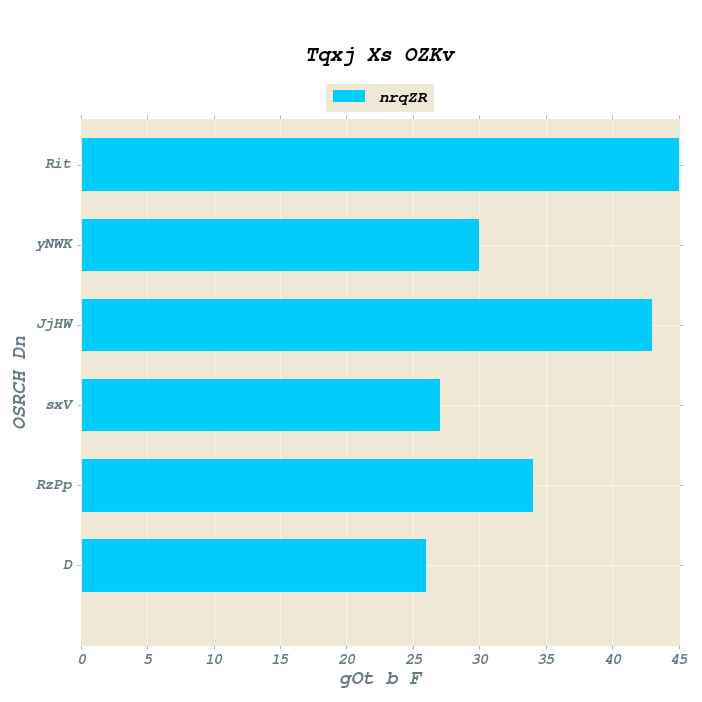 Tqxj Xs OZKv
nrqZR
OSRCH Dn
Rit
yNWK
JjHW
sxV
RzPp
D
0 5 10 15 20 25 30 35 40 45
gOt b F